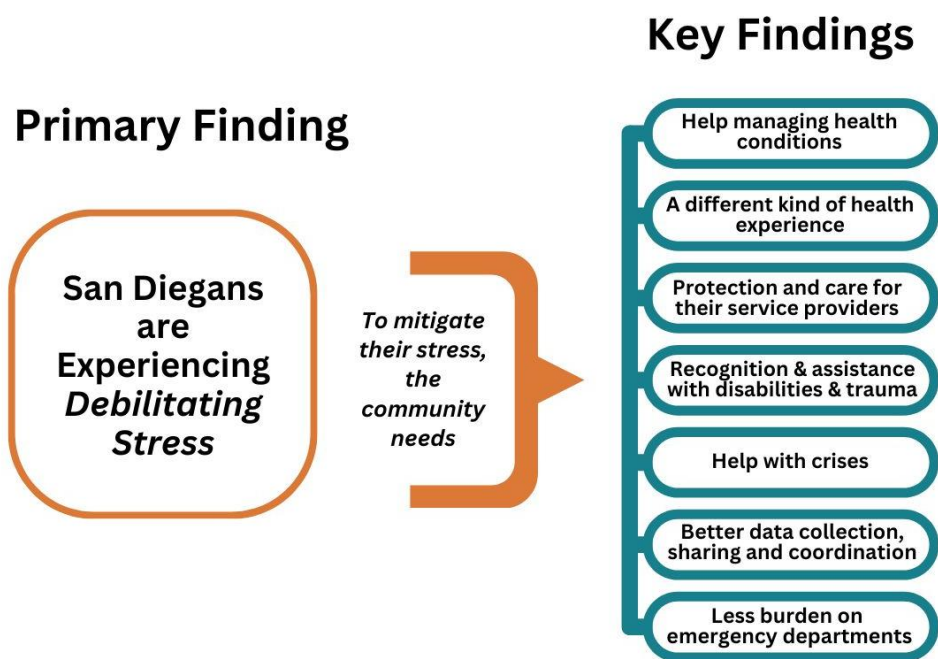 Primary Finding
San Diegans
are
Experiencing
Debilitating
Stress
To mitigate
their stress,
the
community
needs
Key Findings
Help managing health
conditions
A different kind of health
experience
Protection and care for
their service providers
Recognition & assistance
with disabilities & trauma
Help with crises
Better data collection,
sharing and coordination
Less burden on
emergency departments